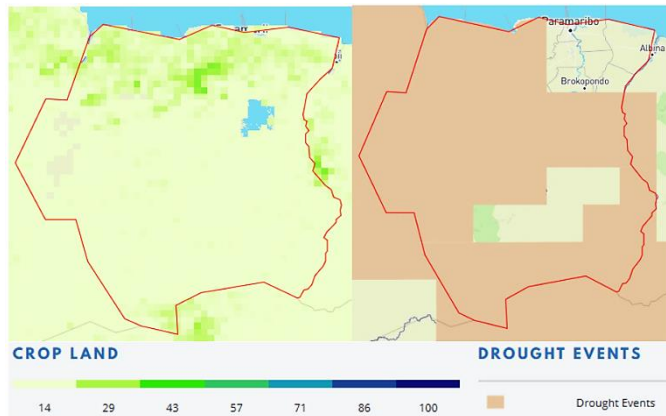 Paramaribo
Albina
Brokopondo
CROP LAND
DROUGHT EVENTS
14 29 43 57 71 86 100
Drought Events